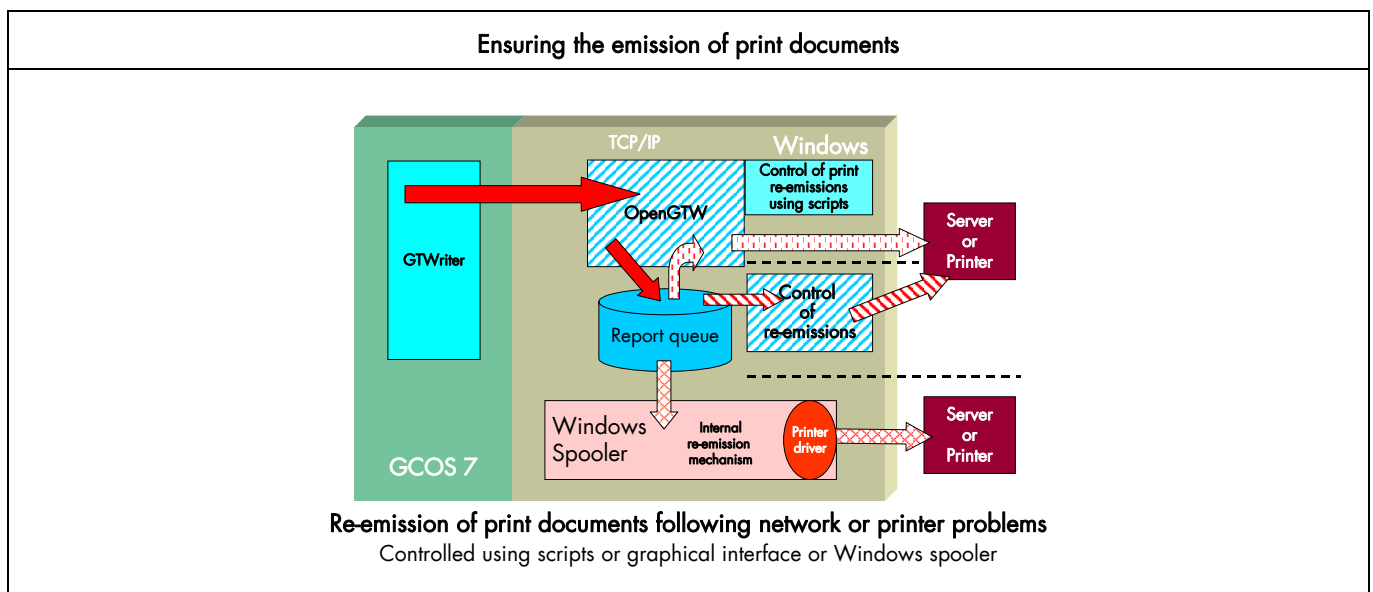 Ensuring the emission of print documents
TCP/IP
Windows
Control of print
re-emissions
using scripts
OpenGTW
GTWriter
Server
or
Printer
Control
of
re-emissions
Report queue
Windows
Spooler
Internal
re-emission
mechanism
Printer
driver
Server
or
Printer
GCOS 7
Re-emission of print documents following network or printer problems
Controlled using scripts or graphical interface or Windows spooler